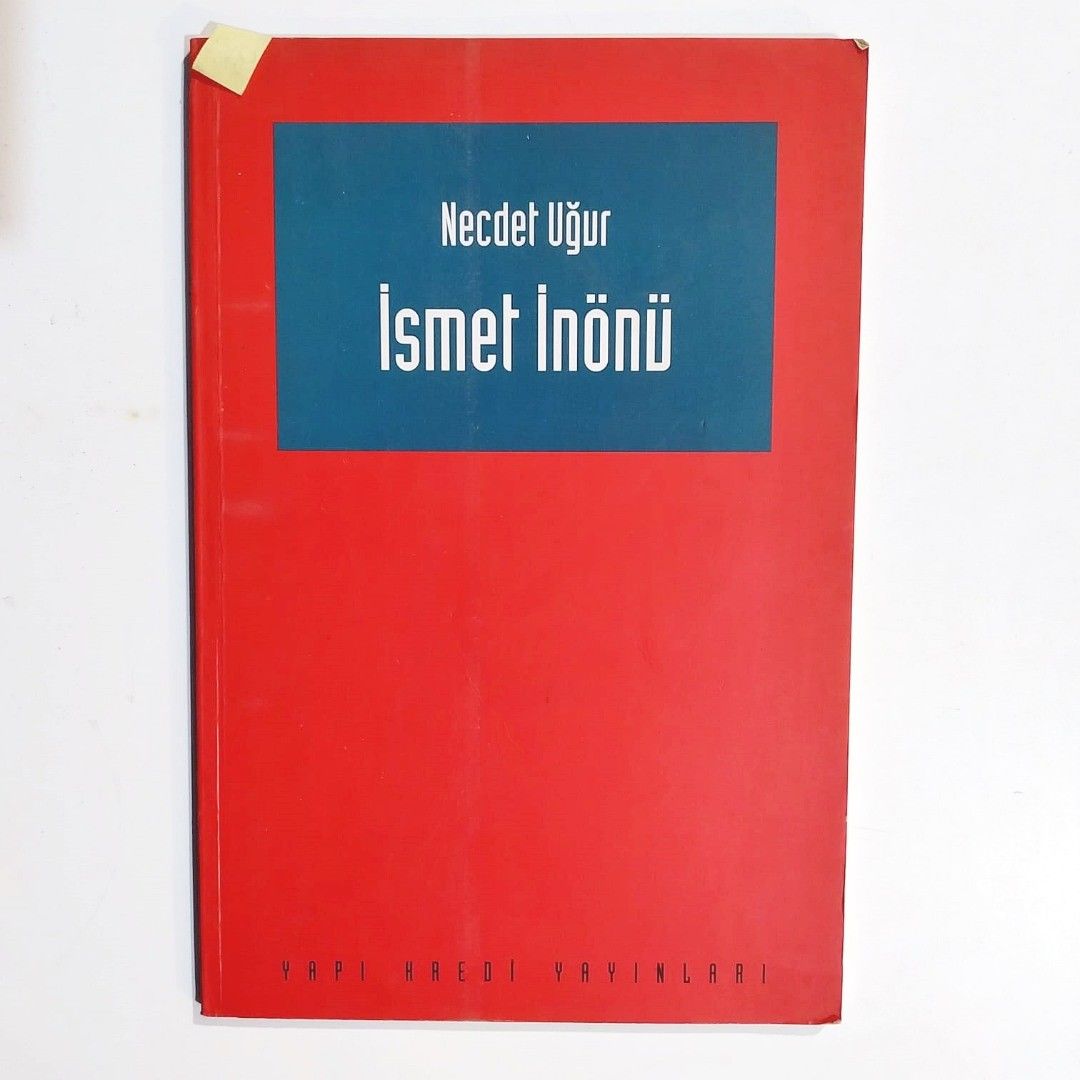 Necdet Uğur
İsmet İnönü
YAPI KREDİ YAYINLARI